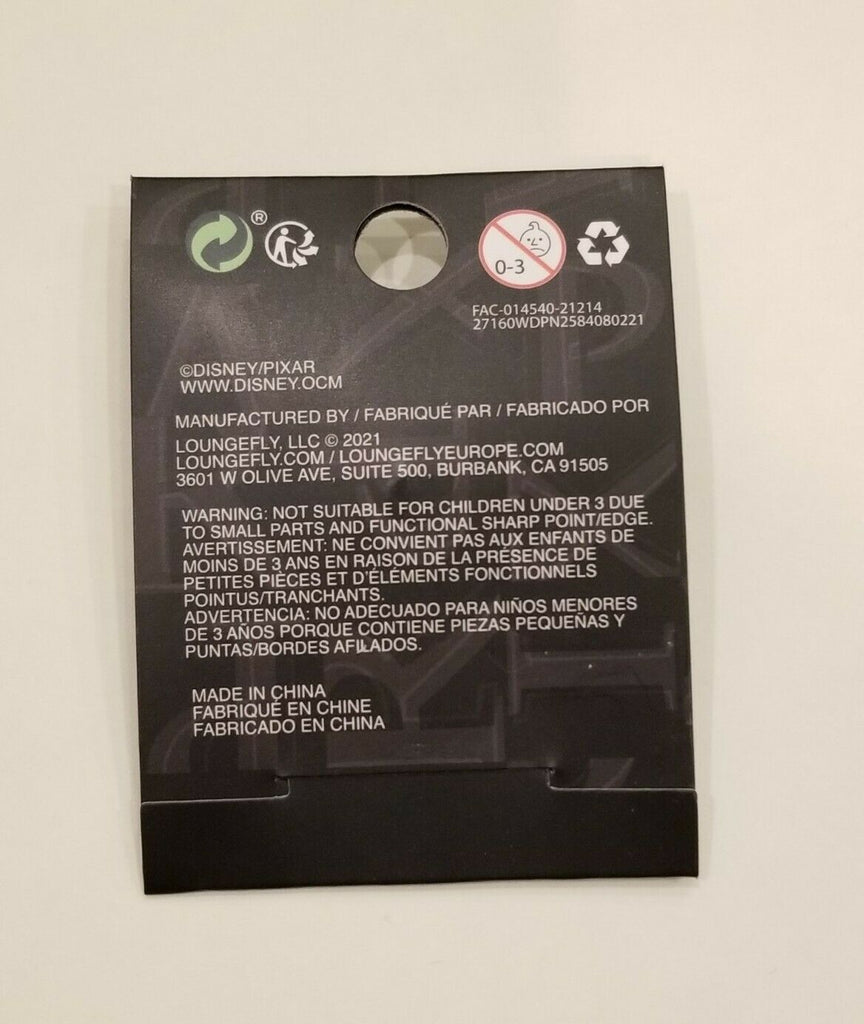 ®
0-3
FAC-014540-21214
27160WDPN2584080221
©DISNEY/PIXAR
WWW.DISNEY.OCM
MANUFACTURED BY / FABRIQUÉ PAR / FABRICADO POR
LOUNGEFLY, LLC © 2021
LOUNGEFLY.COM / LOUNGEFLYEUROPE.COM
3601 W OLIVE AVE, SUITE 500, BURBANK, CA 91505
WARNING: NOT SUITABLE FOR CHILDREN UNDER 3 DUE
TO SMALL PARTS AND FUNCTIONAL SHARP POINT/EDGE.
AVERTISSEMENT: NE CONVIENT PAS AUX ENFANTS DE
MOINS DE 3 ANS EN RAISON DE LA PRÉSENCE DE
PETITES PIÈCES ET D'ÉLÉMENTS FONCTIONNELS
POINTUS/TRANCHANTS.
ADVERTENCIA: NO ADECUADO PARA NIÑOS MENORES
DE 3 AÑOS PORQUE CONTIENE PIEZAS PEQUEÑAS Y
PUNTAS/BORDES AFILADOS.
MADE IN CHINA
FABRIQUÉ EN CHINE
FABRICADO EN CHINA